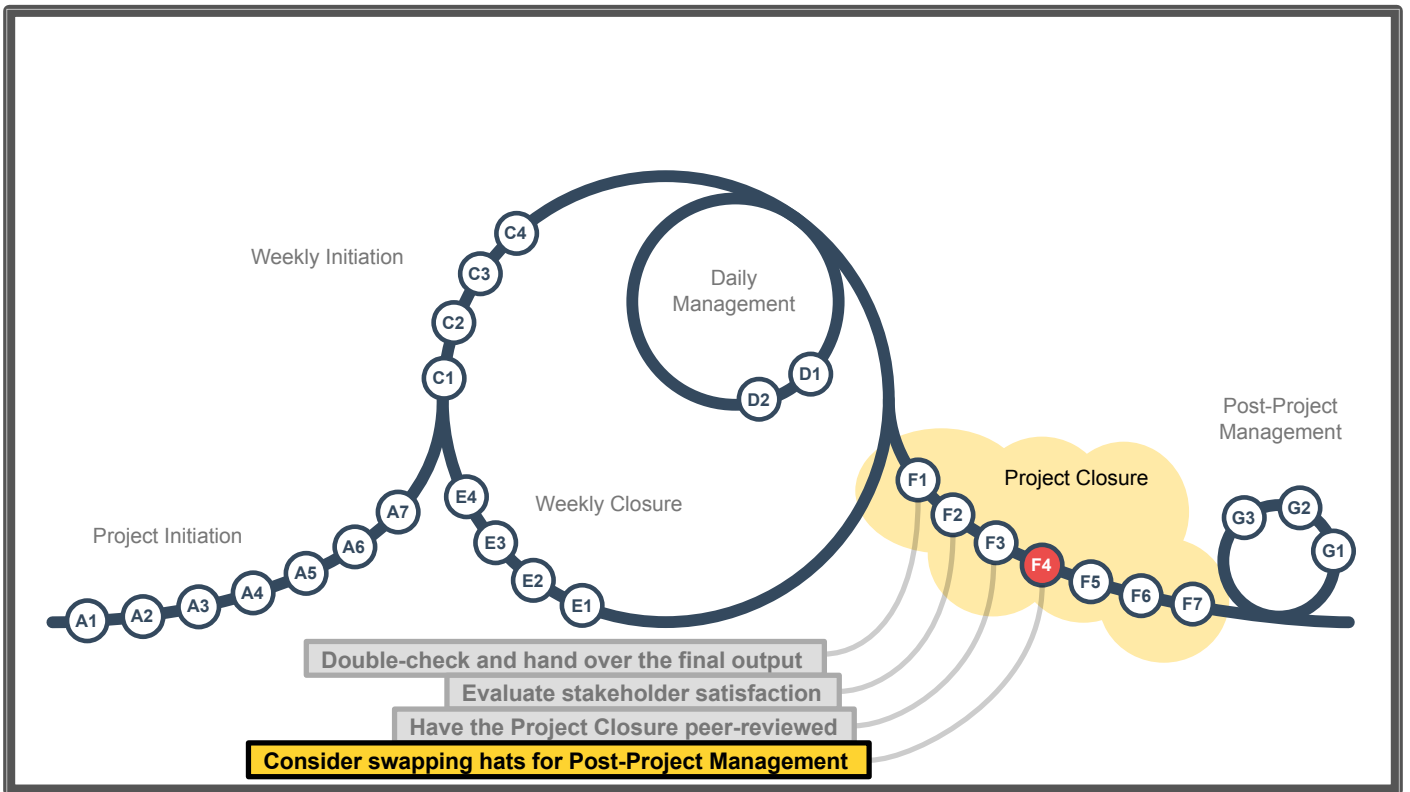 Weekly Initiation
C4
C3
C2
C1
Daily
Management
D1
D2
Post-Project
Management
Project Closure
F1
F2
F3
F4
F5
F6
F7
G3
G2
G1
Weekly Closure
E4
E3
E2
E1
Project Initiation
A1
A2
A3
A4
A5
A6
A7
Double-check and hand over the final output
Evaluate stakeholder satisfaction
Have the Project Closure peer-reviewed
Consider swapping hats for Post-Project Management